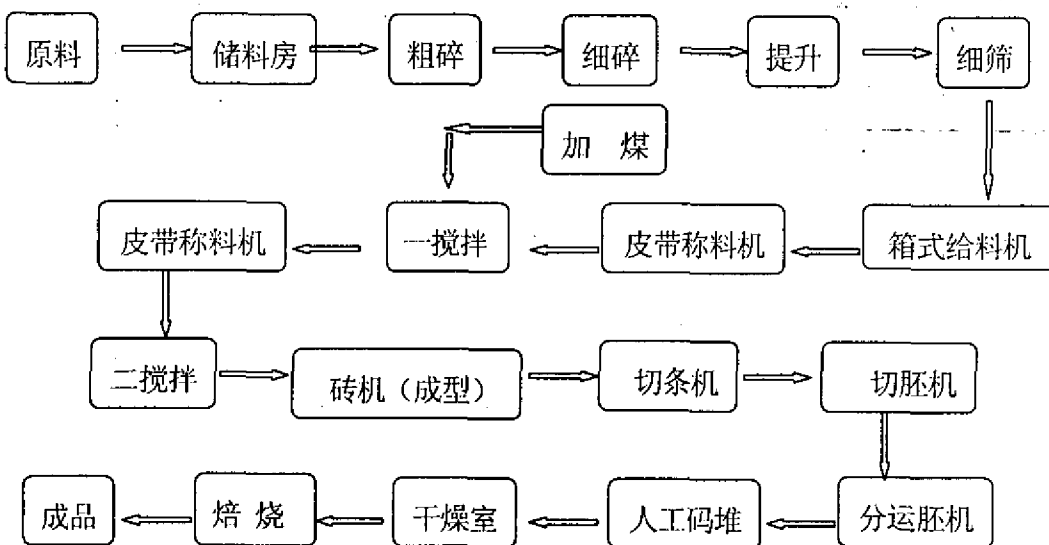 原料 储料房 粗碎 细碎 提升 细筛
加 煤
皮带称料机 一搅拌 皮带称料机 箱式给料机
二搅拌 砖机（成型） 切条机 切胚机
成品 焙 烧 干燥室 人工码堆 分运胚机